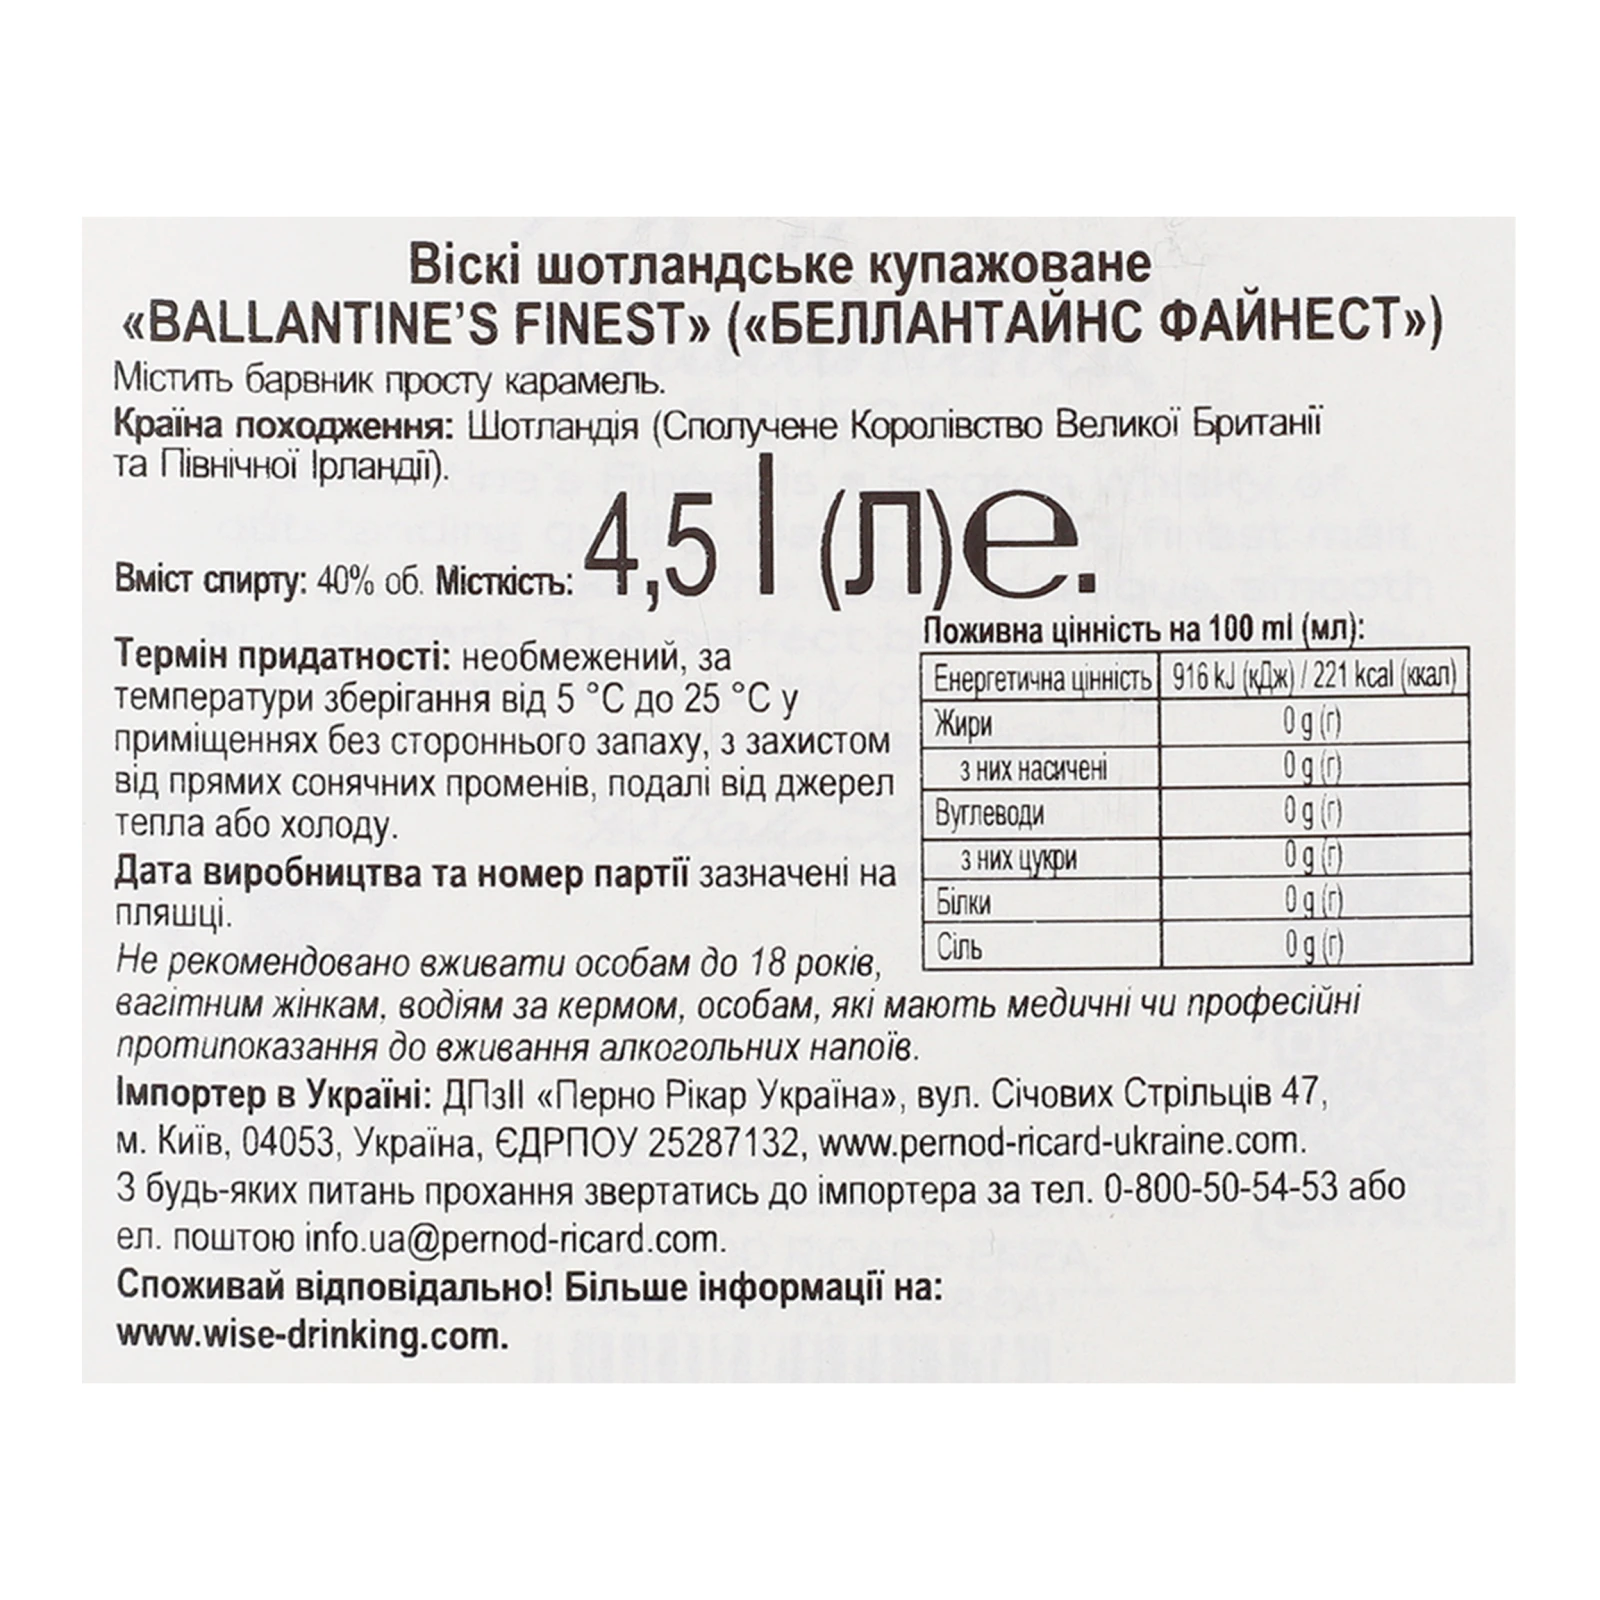 Віскі шотландське купажоване
«BALLANTINE’S FINEST» («БЕЛЛАНТАЙНС ФАЙНЕСТ»)
Містить барвник просту карамель.
Країна походження: Шотландія (Сполучене Королівство Великої Британії
та Північної Ірландії).
Вміст спирту: 40% об. Місткість: 4,5 l (л)e.
Термін придатності: необмежений, за
температури зберігання від 5 °C до 25 °C у
приміщеннях без стороннього запаху, з захистом
від прямих сонячних променів, подалі від джерел
тепла або холоду.
Дата виробництва та номер партії зазначені на
пляшці.
Поживна цінність на 100 ml (мл):
Енергетична цінність 916 kJ (кДж) / 221 kcal (ккал)
Жири 0 g (г)
з них насичені 0 g (г)
Вуглеводи 0 g (г)
з них цукри 0 g (г)
Білки 0 g (г)
Сіль 0 g (г)
Не рекомендовано вживати особам до 18 років,
вагітним жінкам, водіям за кермом, особам, які мають медичні чи професійні
протипоказання до вживання алкогольних напоїв.
Імпортер в Україні: ДПзІІ «Перно Рікар Україна», вул. Січових Стрільців 47,
м. Київ, 04053, Україна, ЄДРПОУ 25287132, www.pernod-ricard-ukraine.com.
З будь-яких питань прохання звертатись до імпортера за тел. 0-800-50-54-53 або
ел. поштою info.ua@pernod-ricard.com.
Споживай відповідально! Більше інформації на:
www.wise-drinking.com.